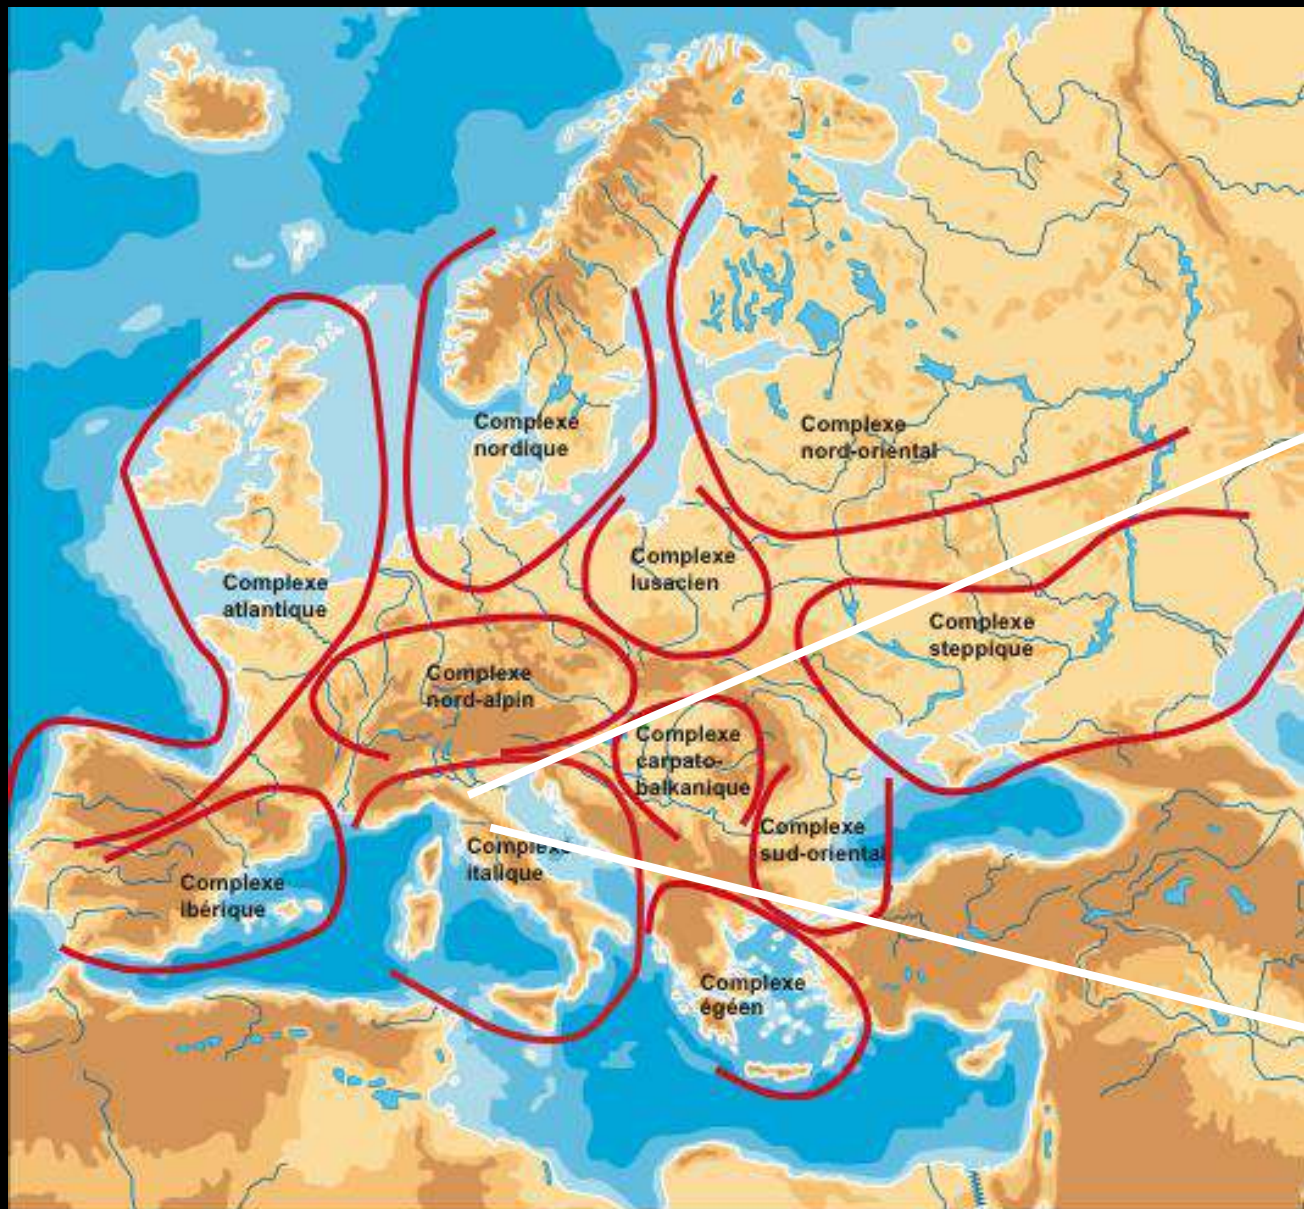 Complexe
nordique
Complexe
nord-oriental
Complexe
atlantique
Complexe
lusacien
Complexe
steppique
Complexe
nord-alpin
Complexe
carpato-
balkanique
Complexe
sud-oriental
Complexe
italique
Complexe
ibérique
Complexe
égéen